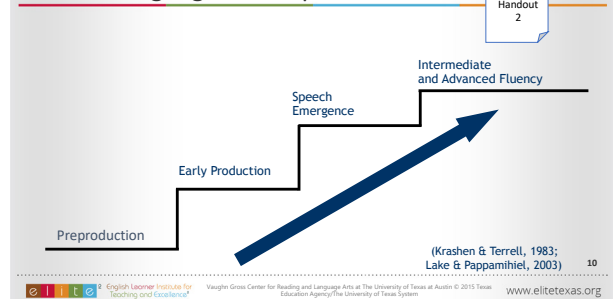 Handout
2
Intermediate
and Advanced Fluency
Speech
Emergence
Early Production
Preproduction
(Krashen & Terrell, 1983;
Lake & Pappamihiel, 2003)
10
elite² English Learner Institute for
Teaching and Excellence
Vaughn Gross Center for Reading and Language Arts at The University of Texas at Austin © 2015 Texas
Education Agency/The University of Texas System
www.elitetexas.org